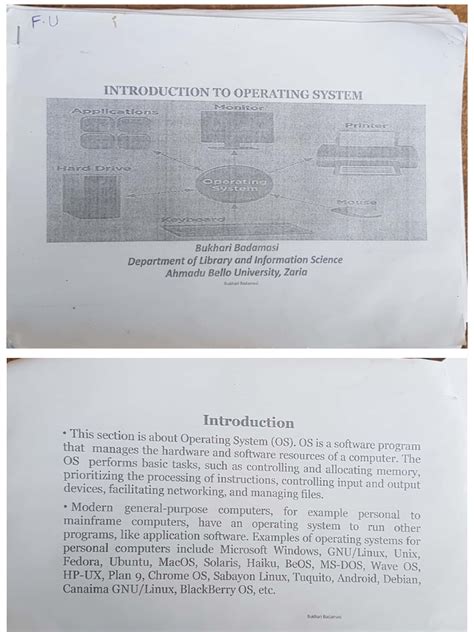 F.U
INTRODUCTION TO OPERATING SYSTEM
Applications
Monitor
Printer
Hard Drive
Operating
System
Mouse
Keyboard
Bukhari Badamasi
Department of Library and Information Science
Ahmadu Bello University, Zaria
Bukhari Badamasi
Introduction
• This section is about Operating System (OS). OS is a software program
that manages the hardware and software resources of a computer. The
OS performs basic tasks, such as controlling and allocating memory,
prioritizing the processing of instructions, controlling input and output
devices, facilitating networking, and managing files.
• Modern general-purpose computers, for example personal to
mainframe computers, have an operating system to run other
programs, like application software. Examples of operating systems for
personal computers include Microsoft Windows, GNU/Linux, Unix,
Fedora, Ubuntu, MacOS, Solaris, Haiku, BeOS, MS-DOS, Wave OS,
HP-UX, Plan 9, Chrome OS, Sabayon Linux, Tuquito, Android, Debian,
Canaima GNU/Linux, BlackBerry OS, etc.
Bukhari Badamasi